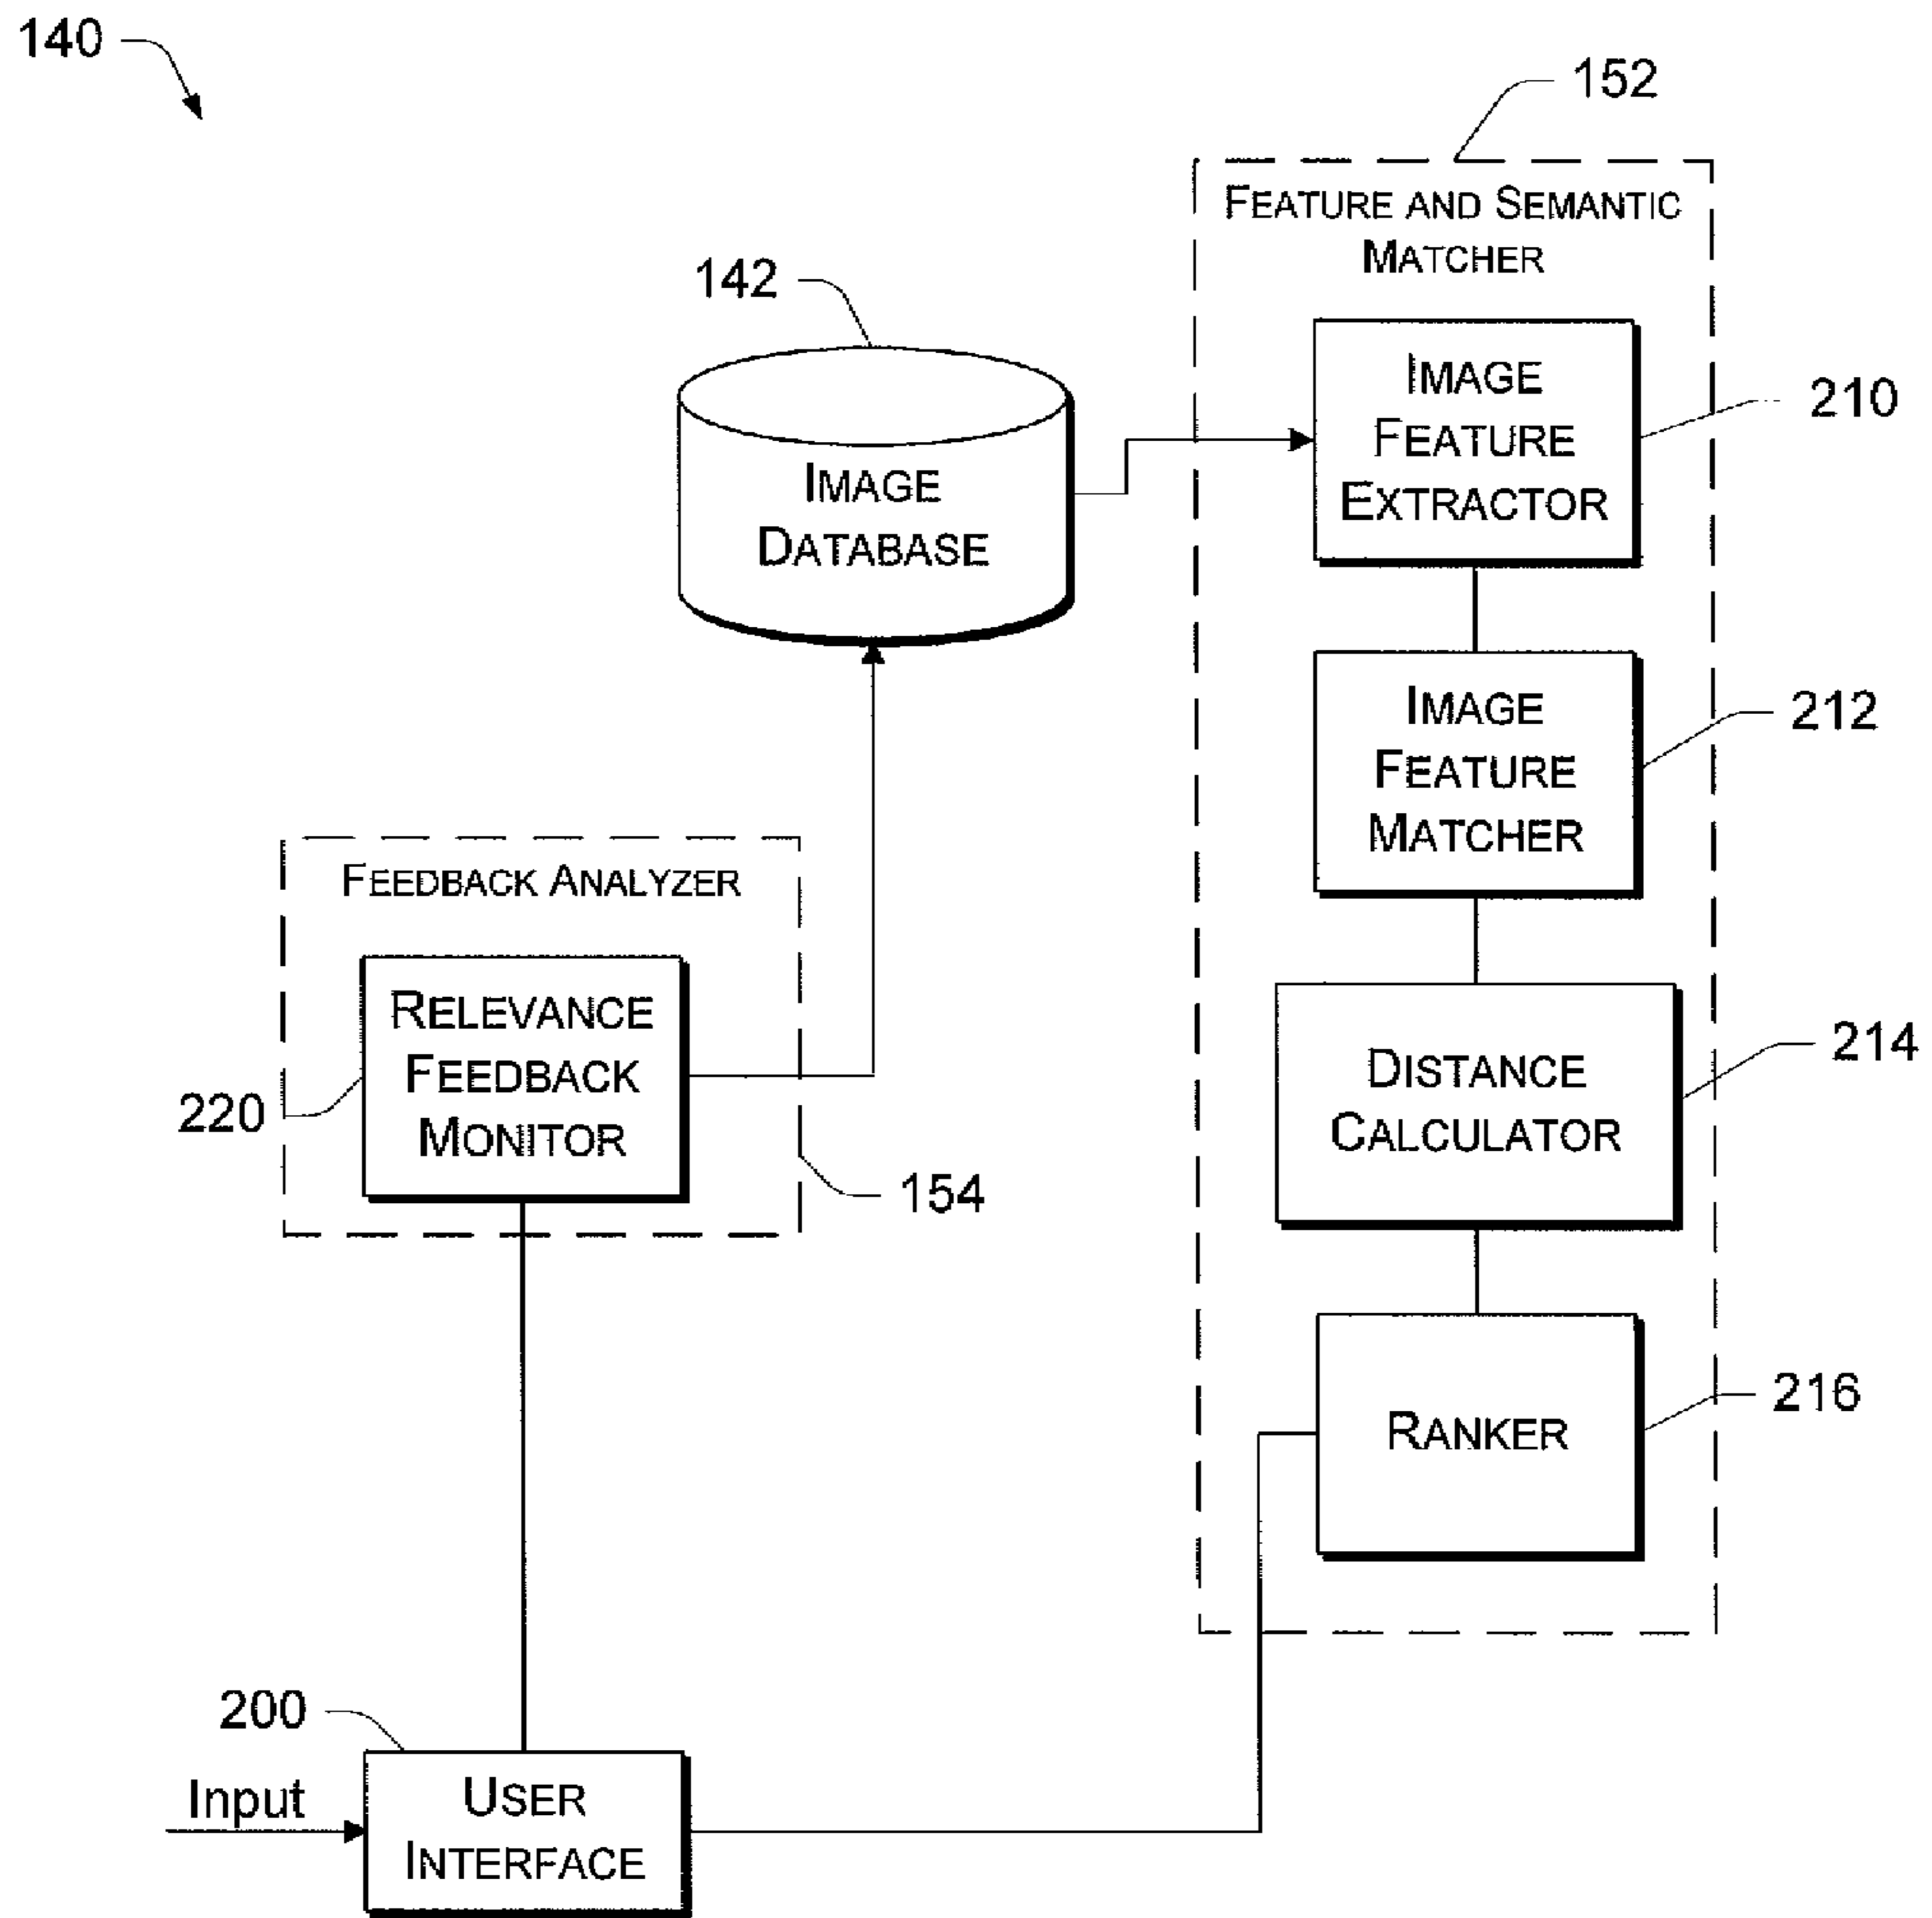 140
152
FEATURE AND SEMANTIC
MATCHER
142
IMAGE
FEATURE
EXTRACTOR
210
IMAGE
DATABASE
IMAGE
FEATURE
MATCHER
212
FEEDBACK ANALYZER
RELEVANCE
FEEDBACK
MONITOR
220
154
DISTANCE
CALCULATOR
214
RANKER
216
200
Input
USER
INTERFACE